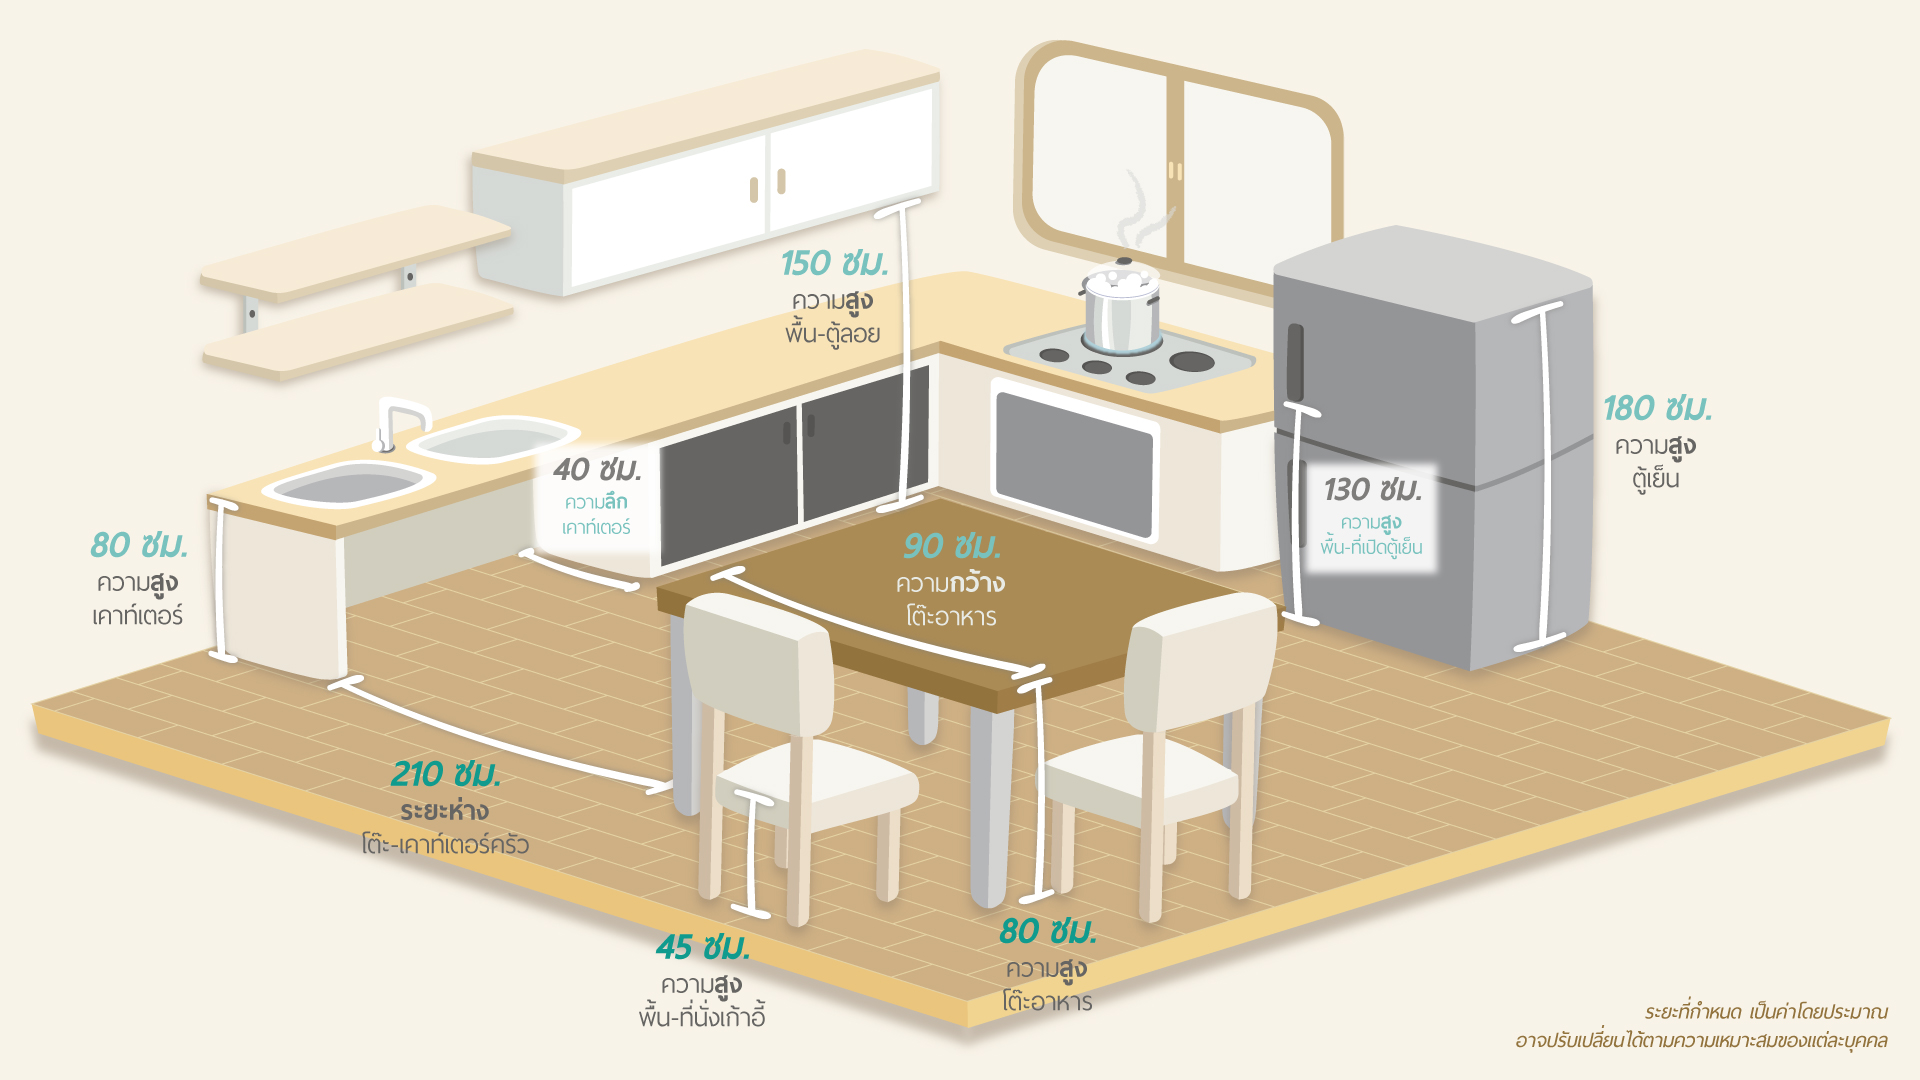 150 ซม.
ความสูง
พื้น-ตู้ลอย
180 ซม.
ความสูง
ตู้เย็น
40 ซม.
ความลึก
เคาท์เตอร์
130 ซม.
ความสูง
พื้น-ที่เปิดตู้เย็น
80 ซม.
ความสูง
เคาท์เตอร์
90 ซม.
ความกว้าง
โต๊ะอาหาร
210 ซม.
ระยะห่าง
โต๊ะ-เคาท์เตอร์ครัว
45 ซม.
ความสูง
พื้น-ที่นั่งเก้าอี้
80 ซม.
ความสูง
โต๊ะอาหาร
ระยะที่กำหนด เป็นค่าโดยประมาณ
อาจปรับเปลี่ยนได้ตามความเหมาะสมของแต่ละบุคคล